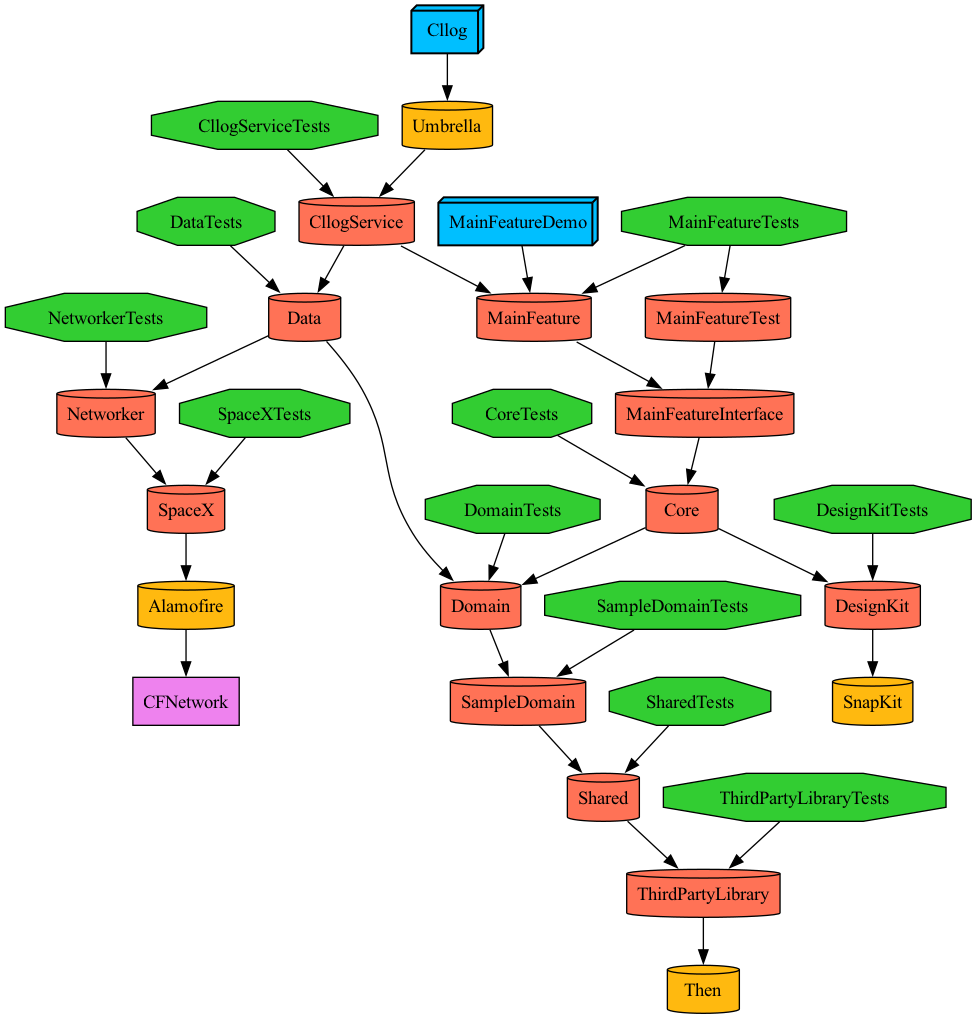 Cllog
CllogServiceTests
Umbrella
DataTests
CllogService
MainFeatureDemo
MainFeatureTests
NetworkerTests
Data
MainFeature
MainFeatureTest
Networker
SpaceXTests
CoreTests
MainFeatureInterface
SpaceX
DomainTests
Core
DesignKitTests
Alamofire
Domain
SampleDomainTests
DesignKit
CFNetwork
SampleDomain
SharedTests
SnapKit
Shared
ThirdPartyLibraryTests
ThirdPartyLibrary
Then